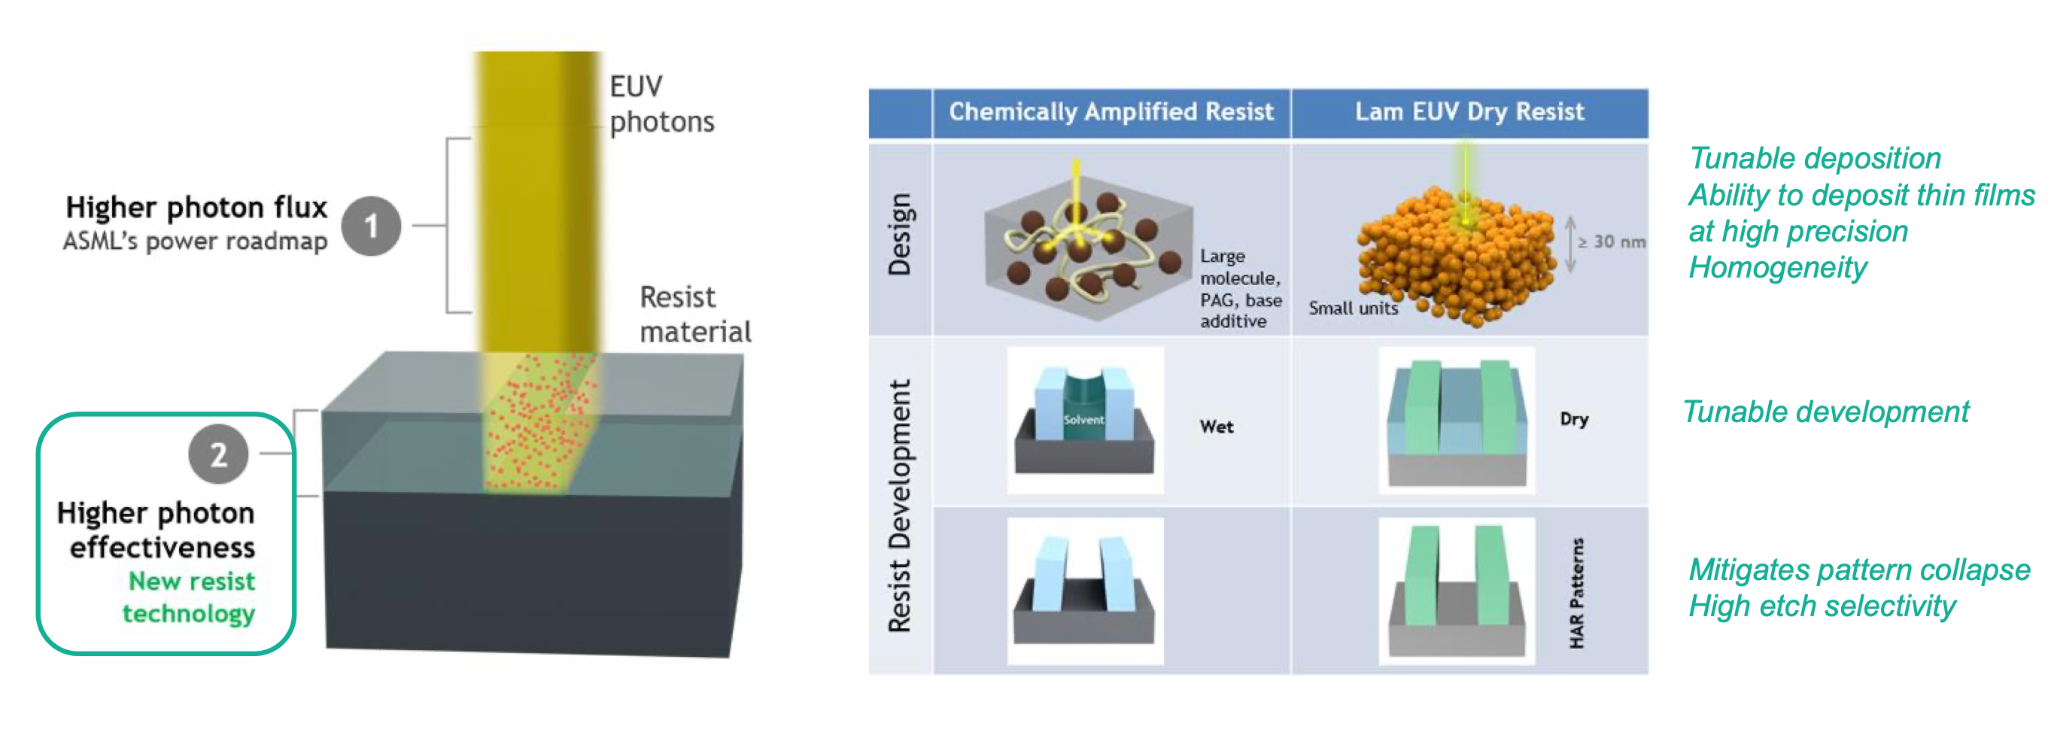 EUV
photons
Higher photon flux
ASML's power roadmap
1
Resist
material
2
Higher photon
effectiveness
New resist
technology
Chemically Amplified Resist
Lam EUV Dry Resist
Design
Large
molecule,
PAG, base
additive
Small units
≥ 30 nm
Tunable deposition
Ability to deposit thin films
at high precision
Homogeneity
Resist Development
Solvent
Wet
Dry
Tunable development
HAR Patterns
Mitigates pattern collapse
High etch selectivity